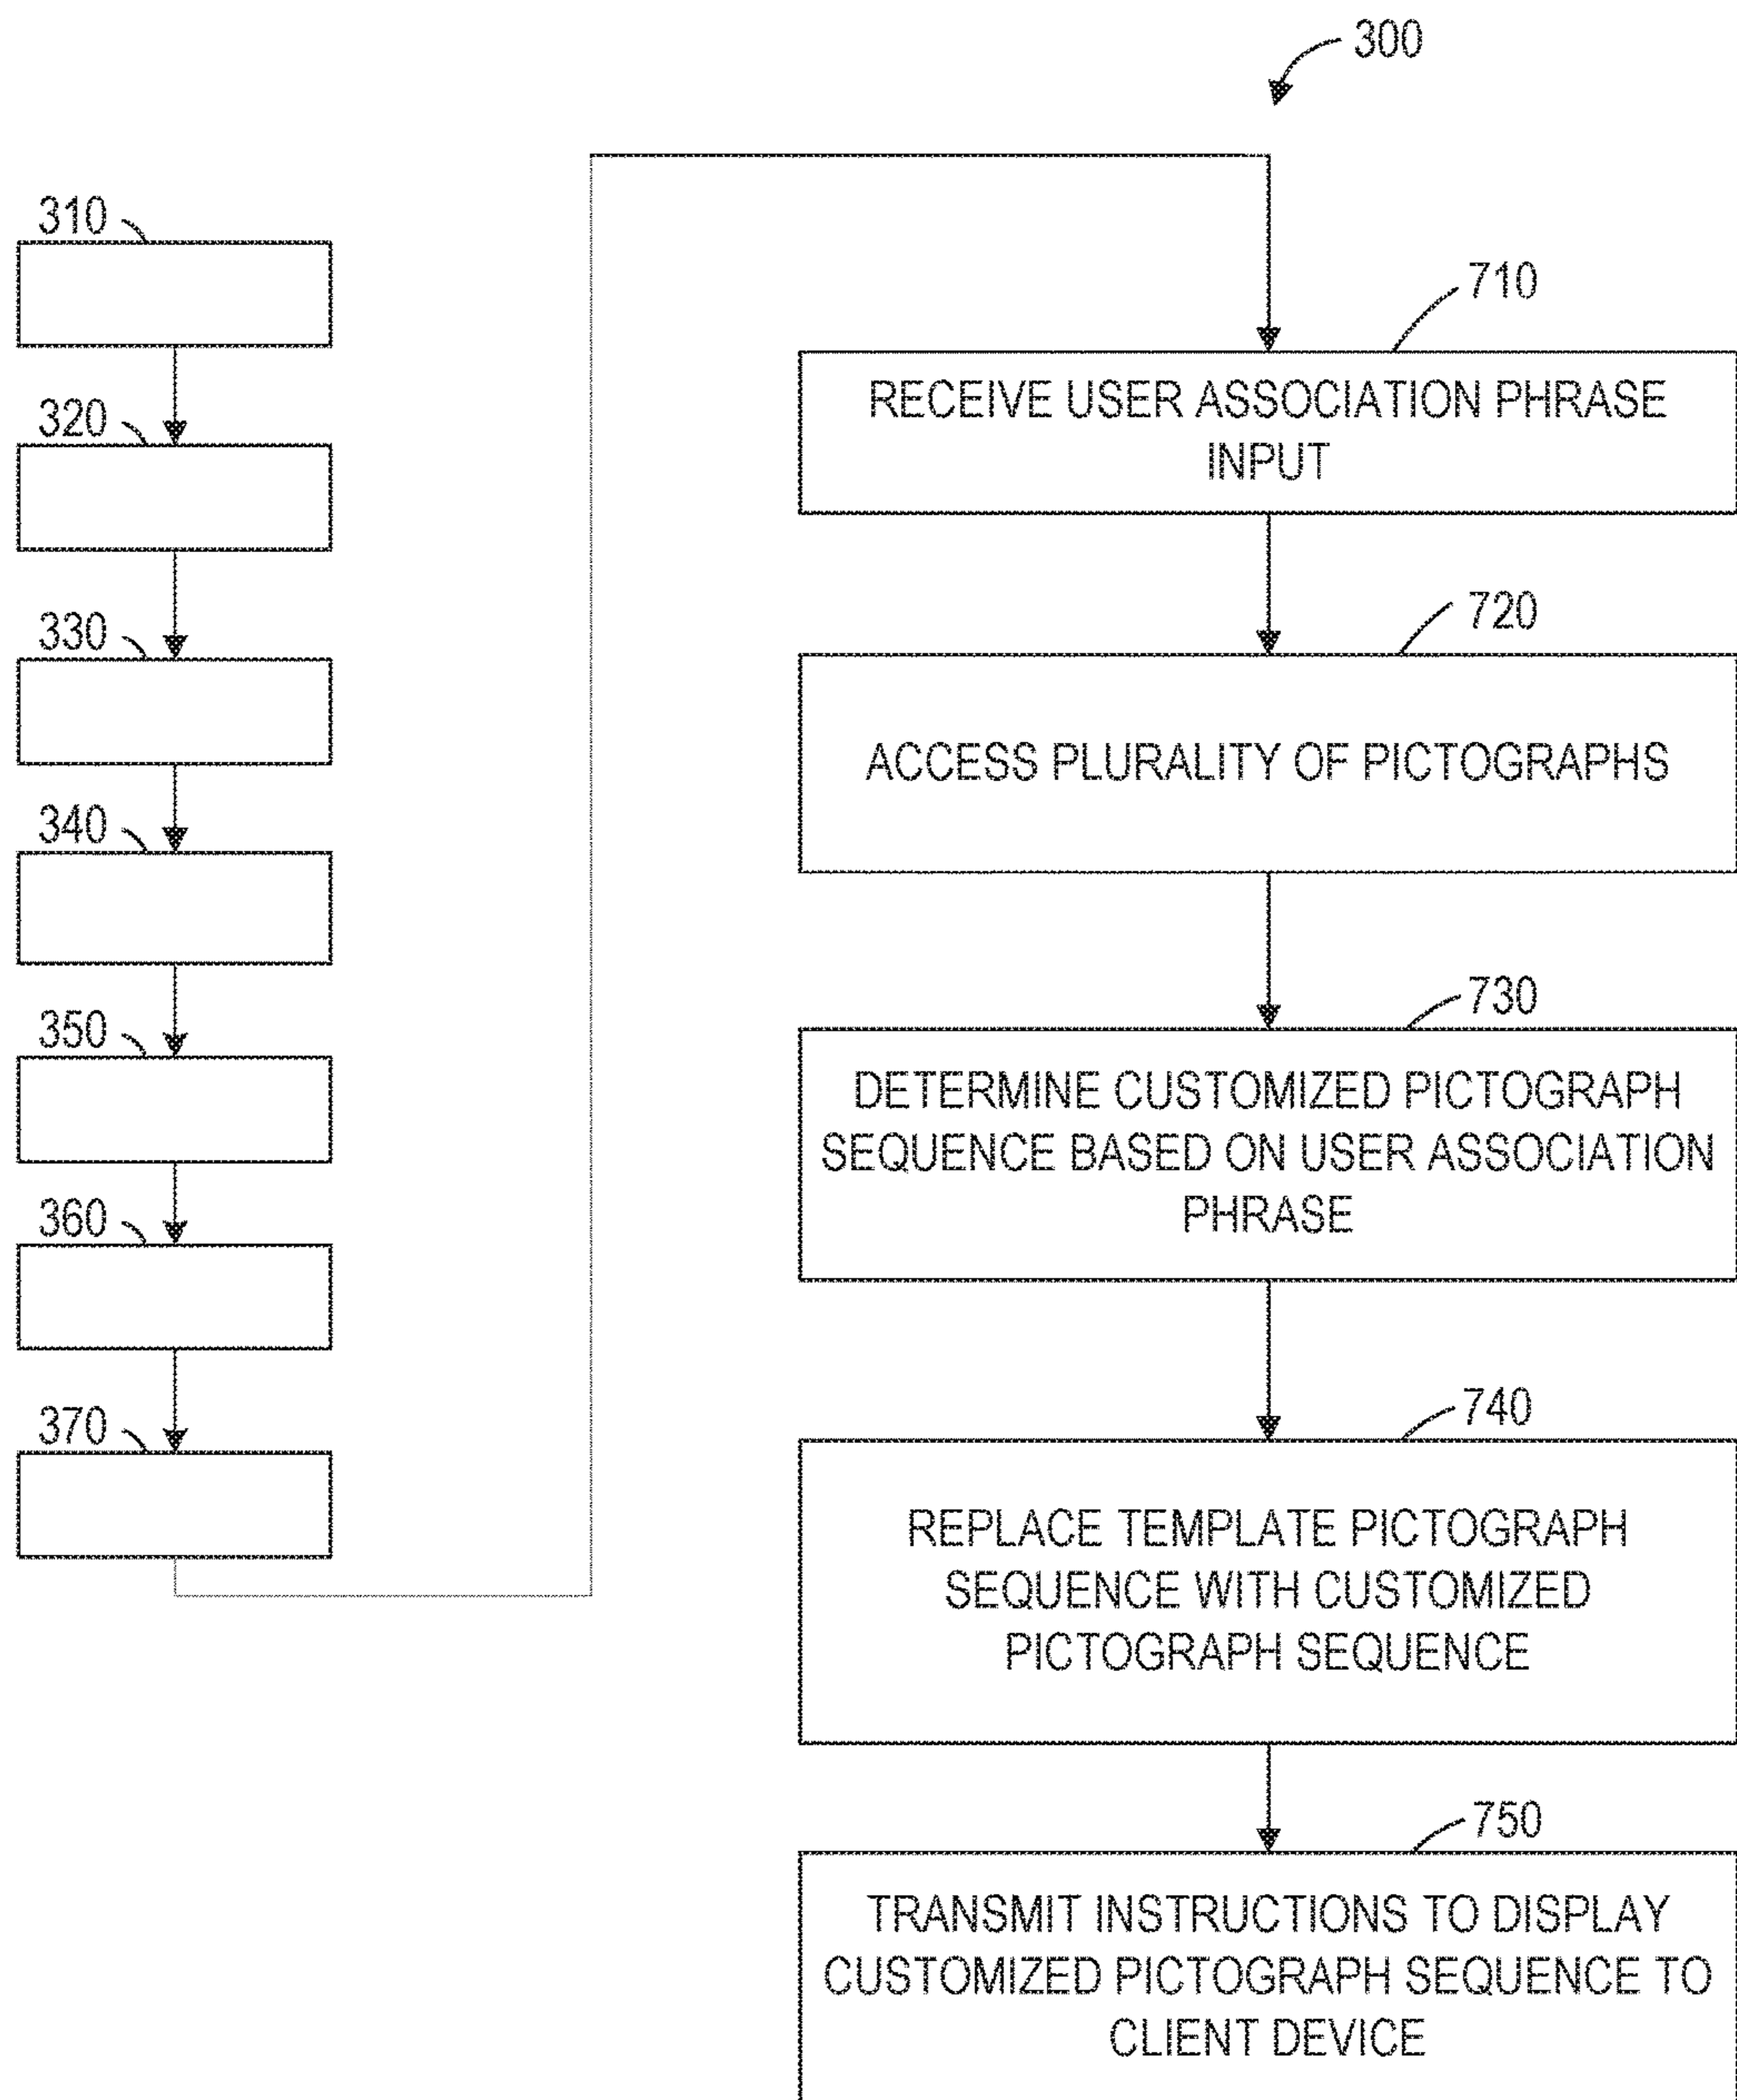 300
310
320
330
340
350
360
370
710
RECEIVE USER ASSOCIATION PHRASE
INPUT
720
ACCESS PLURALITY OF PICTOGRAPHS
730
DETERMINE CUSTOMIZED PICTOGRAPH
SEQUENCE BASED ON USER ASSOCIATION
PHRASE
740
REPLACE TEMPLATE PICTOGRAPH
SEQUENCE WITH CUSTOMIZED
PICTOGRAPH SEQUENCE
750
TRANSMIT INSTRUCTIONS TO DISPLAY
CUSTOMIZED PICTOGRAPH SEQUENCE TO
CLIENT DEVICE